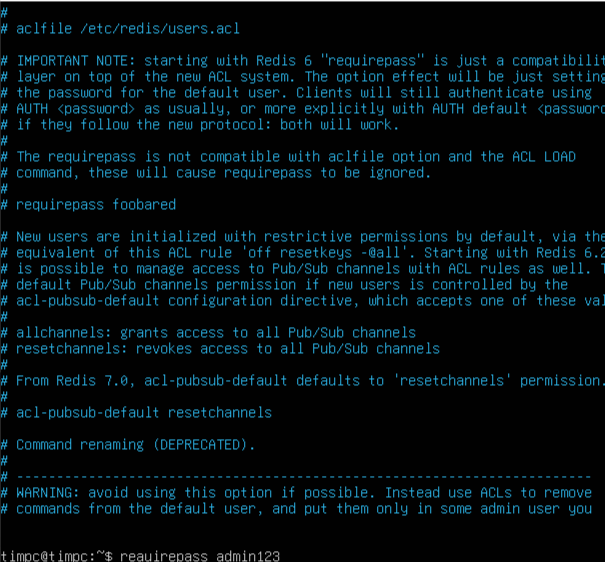 #
# aclfile /etc/redis/users.acl
# IMPORTANT NOTE: starting with Redis 6 "requirepass" is just a compatibilit
# layer on top of the new ACL system. The option effect will be just setting
# the password for the default user. Clients will still authenticate using
# AUTH <password> as usually, or more explicitly with AUTH default <passwor
# if they follow the new protocol: both will work.
#
# The requirepass is not compatible with aclfile option and the ACL LOAD
# command, these will cause requirepass to be ignored.
#
# requirepass foobared
# New users are initialized with restrictive permissions by default, via the
# equivalent of this ACL rule 'off resetkeys -@all'. Starting with Redis 6.2
# is possible to manage access to Pub/Sub channels with ACL rules as well. T
# default Pub/Sub channels permission if new users is controlled by the
# acl-pubsub-default configuration directive, which accepts one of these val
#
# allchannels: grants access to all Pub/Sub channels
# resetchannels: revokes access to all Pub/Sub channels
#
# From Redis 7.0, acl-pubsub-default defaults to 'resetchannels' permission.
#
# acl-pubsub-default resetchannels
# Command renaming (DEPRECATED).
#
# ------------------------------------------------------------------------
# WARNING: avoid using this option if possible. Instead use ACLs to remove
# commands from the default user, and put them only in some admin user you
timpc@timpc:~$ requirepass admin123